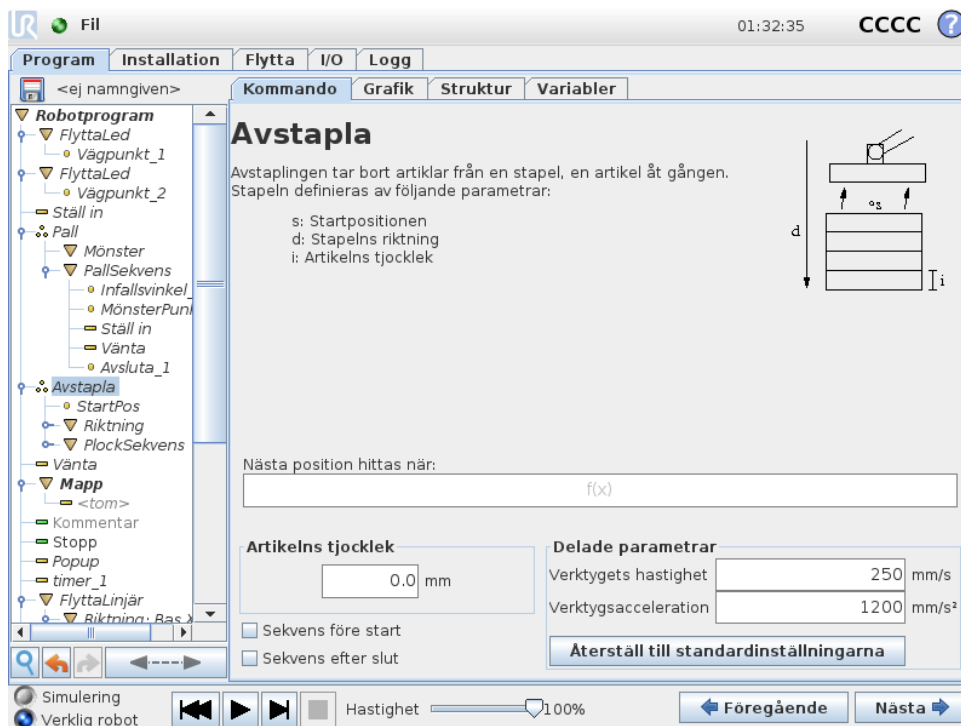 UR Fil 01:32:35 CCCC ?
Program Installation Flytta I/O Logg
<ej namngiven>
Kommando Grafik Struktur Variabler
Robotprogram
FlyttaLed
Vägpunkt_1
FlyttaLed
Vägpunkt_2
Ställ in
Pall
Mönster
PallSekvens
Infallsvinkel_
MönsterPun
Ställ in
Vänta
Avsluta_1
Avstapla
StartPos
Riktning
PlockSekvens
Vänta
Mapp
<tom>
Kommentar
Stopp
Popup
timer_1
FlyttaLinjär
Riktning: Bas X
Avstapla
Avstaplingen tar bort artiklar från en stapel, en artikel åt gången.
Stapeln definieras av följande parametrar:
s: Startpositionen
d: Stapelns riktning
i: Artikelns tjocklek
s
d
i
Nästa position hittas när:
f(x)
Artikelns tjocklek
0.0 mm
Sekvens före start
Sekvens efter slut
Delade parametrar
Verktygets hastighet 250 mm/s
Verktygsacceleration 1200 mm/s²
Återställ till standardinställningarna
Simulering
Verklig robot
Hastighet 100%
Föregående Nästa